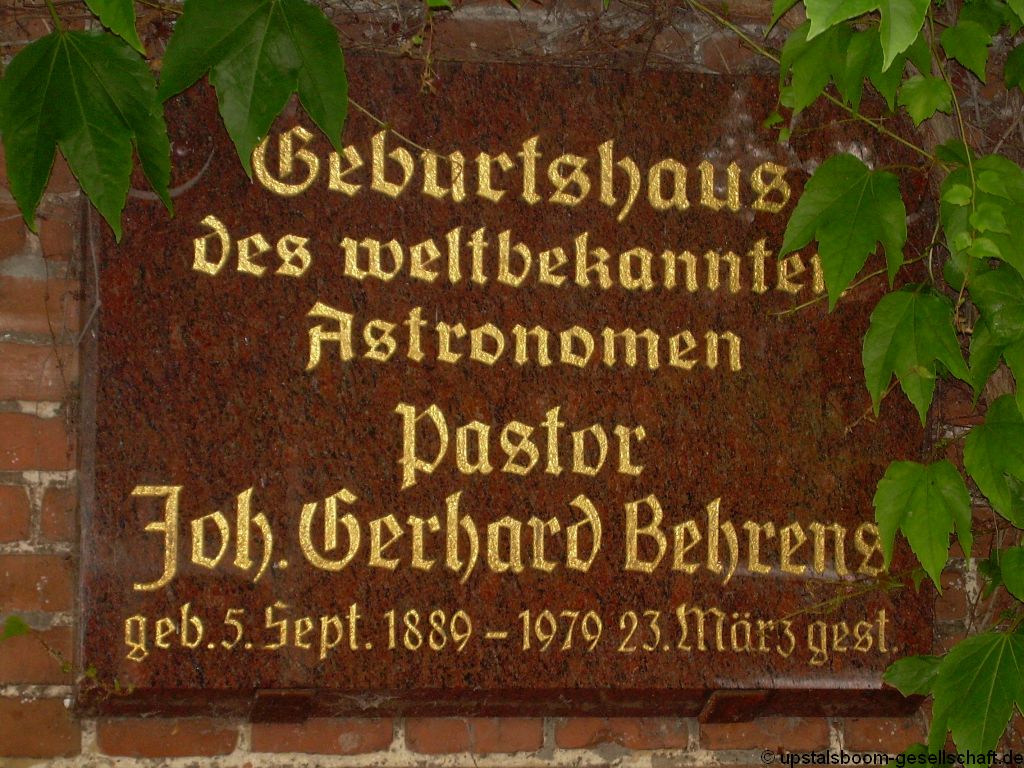 Geburtshaus
des weltbekannten
Astronomen
Pastor
Joh. Gerhard Behrens
geb. 5. Sept. 1889 – 1979 23. März gest.
© upstalsboom-gesellschaft.de